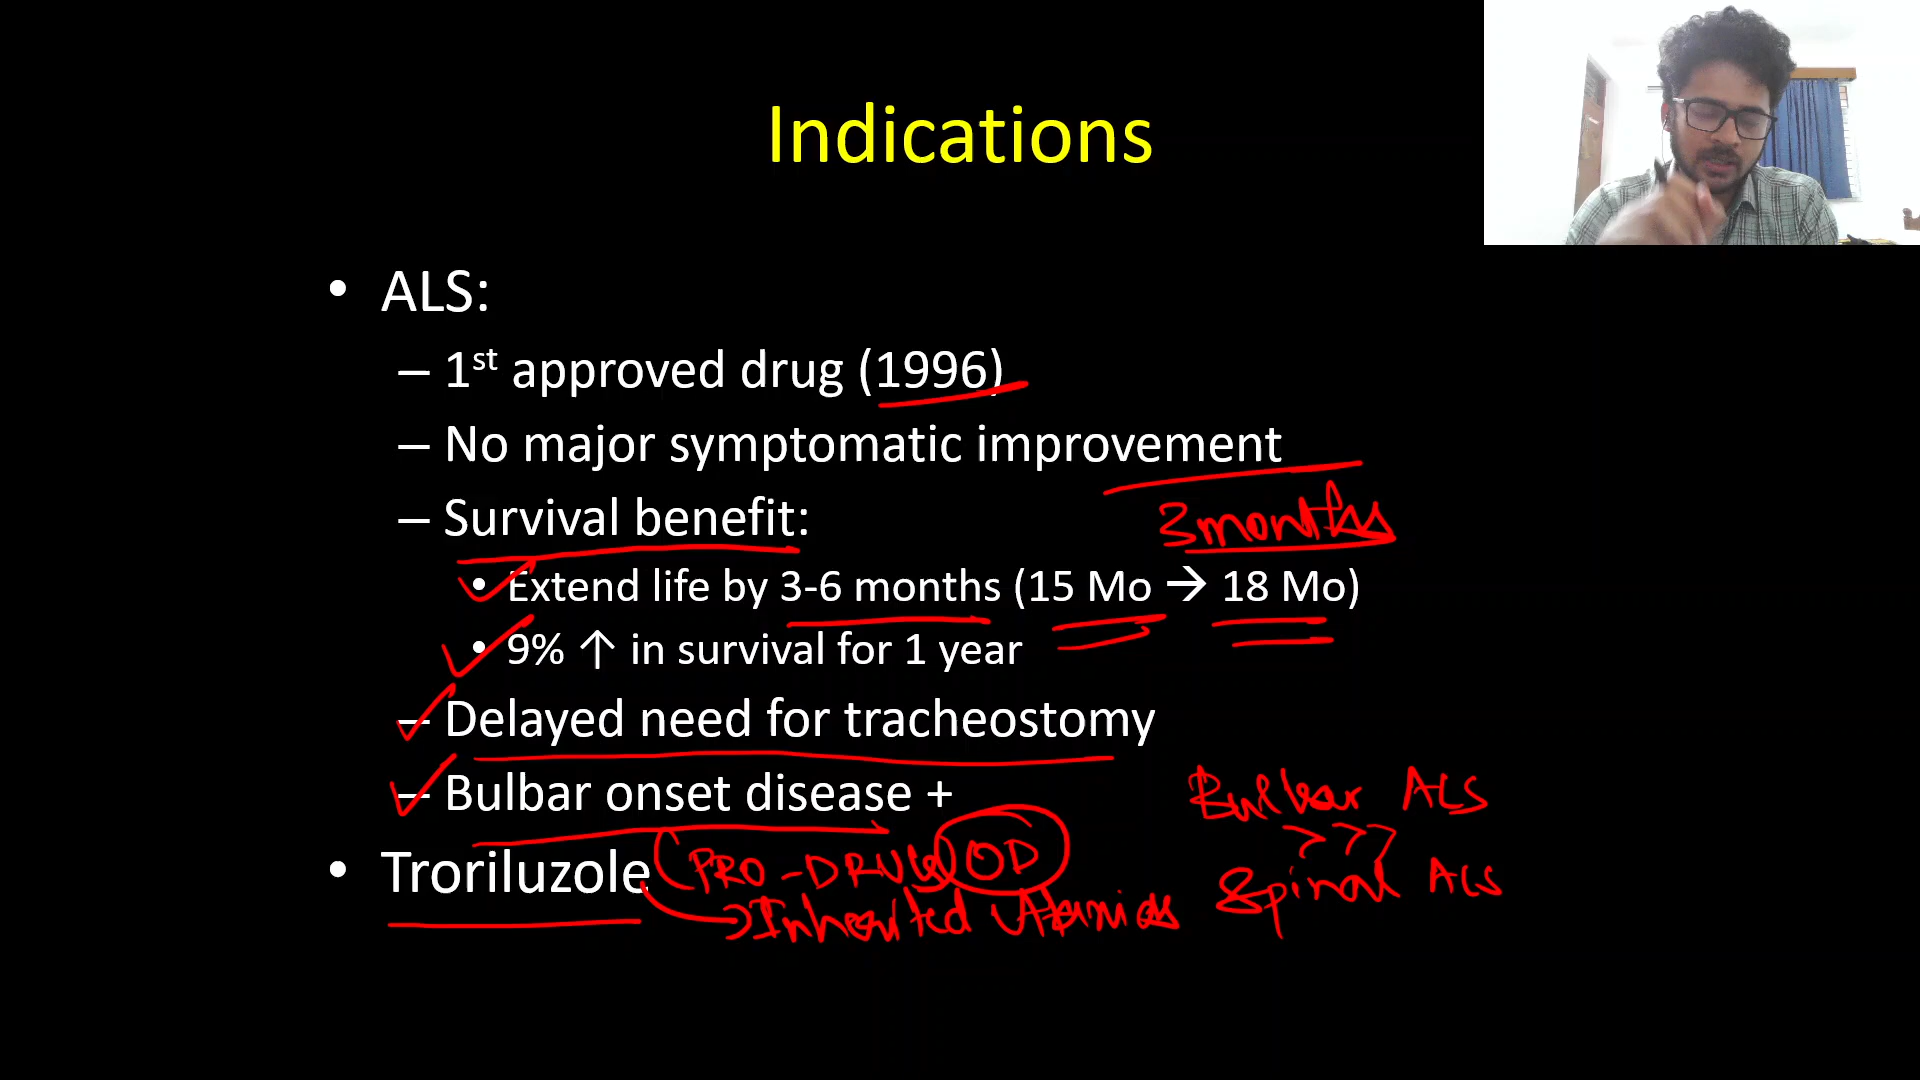 Indications
• ALS:
– 1st approved drug (1996)
– No major symptomatic improvement
– Survival benefit:
3 months
• Extend life by 3-6 months (15 Mo → 18 Mo)
• 9% ↑ in survival for 1 year
– Delayed need for tracheostomy
– Bulbar onset disease +
Bulbar ALS
>>>
Spinal ALS
• Troriluzole
(PRO-DRUG) OD
→ Inherited